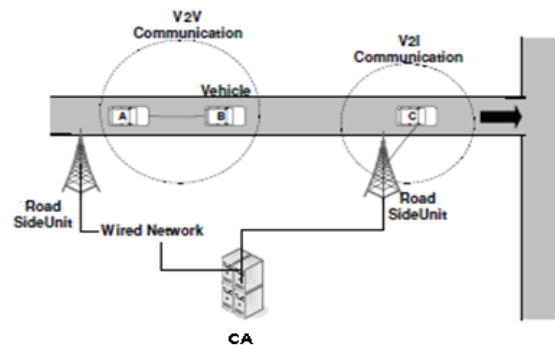 V2V
Communication
V2I
Communication
Vehicle
A
B
C
Road
SideUnit
Road
SideUnit
Wired Network
CA